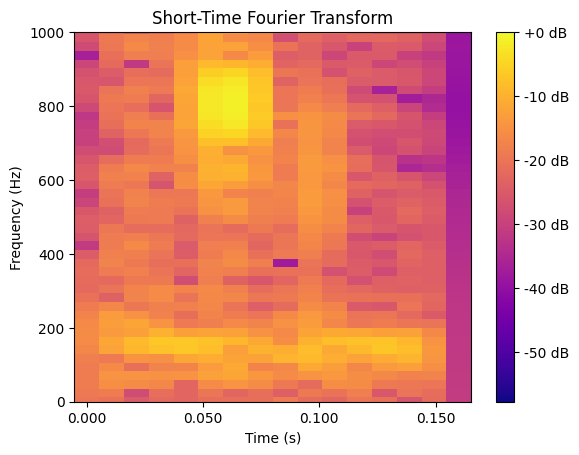 Short-Time Fourier Transform
1000
800
600
400
200
0
Frequency (Hz)
0.000
0.050
0.100
0.150
Time (s)
+0 dB
-10 dB
-20 dB
-30 dB
-40 dB
-50 dB